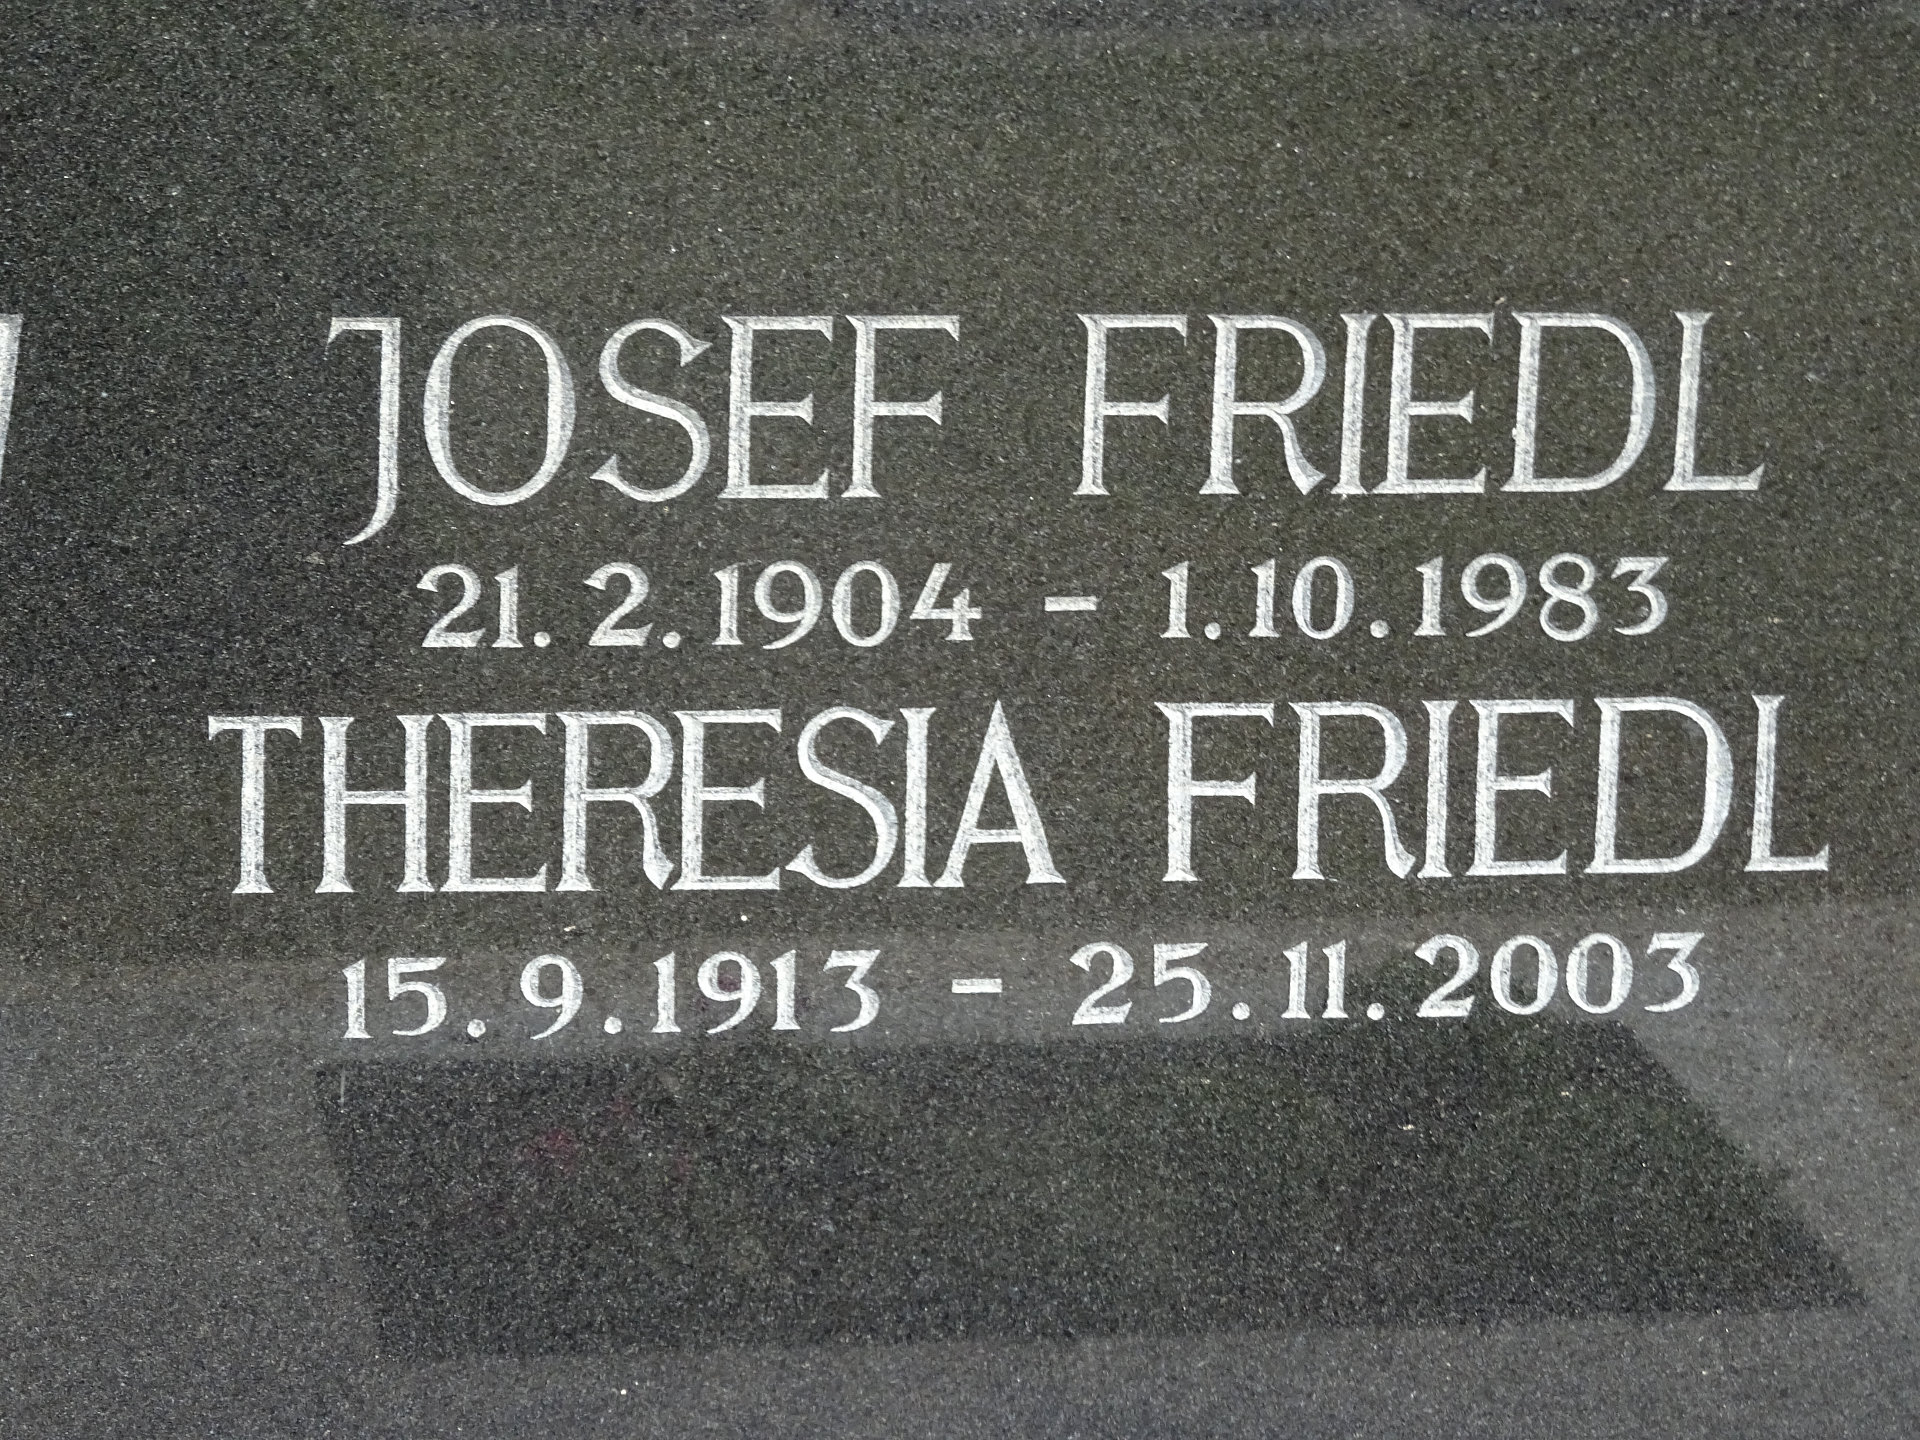 JOSEF FRIEDL
21.2.1904 - 1.10.1983
THERESIA FRIEDL
15.9.1913 - 25.11.2003